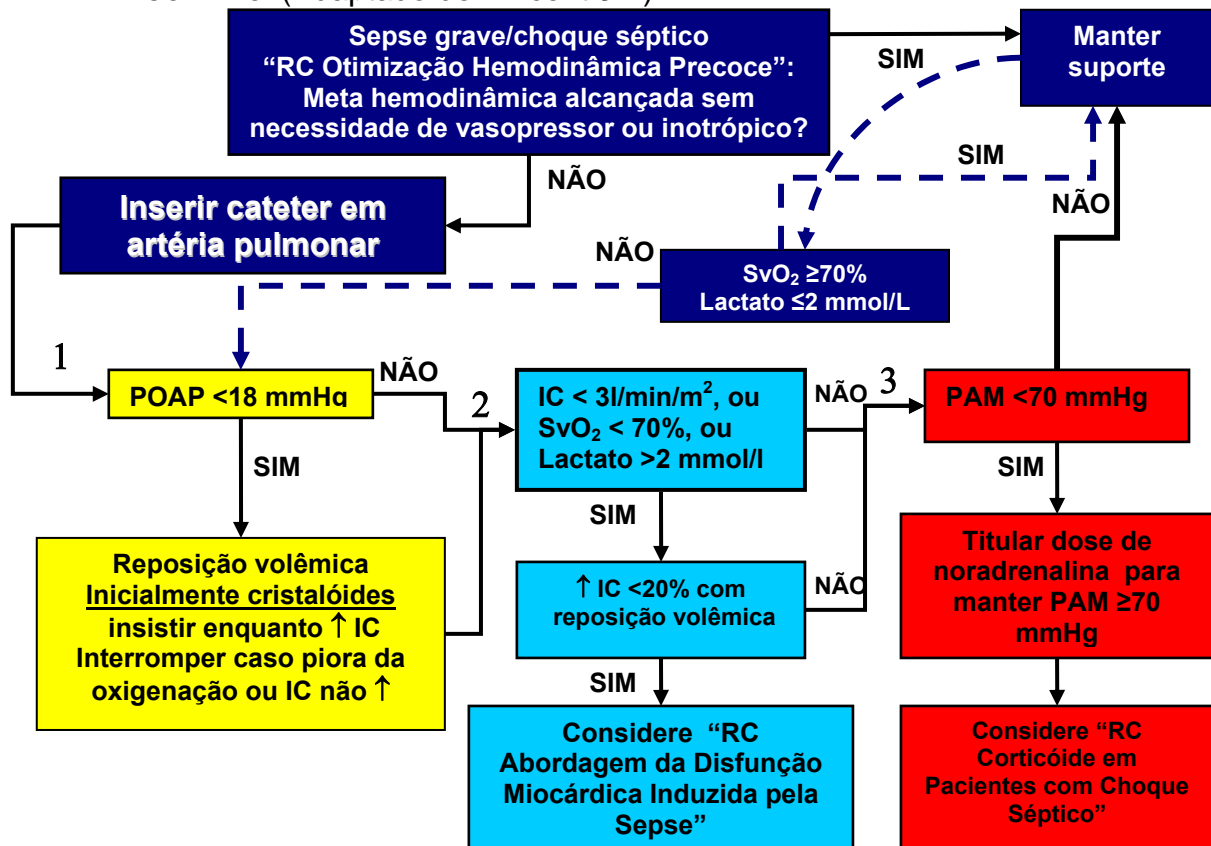 Sepse grave/choque séptico
“RC Otimização Hemodinâmica Precoce”:
Meta hemodinâmica alcançada sem
necessidade de vasopressor ou inotrópico?
SIM
Manter
suporte
NÃO
SIM
NÃO
Inserir cateter em
artéria pulmonar
NÃO
SvO₂ ≥70%
Lactato ≤2 mmol/L
1
POAP <18 mmHg
NÃO
2
IC < 3l/min/m², ou
SvO₂ < 70%, ou
Lactato >2 mmol/l
NÃO
3
PAM <70 mmHg
SIM
SIM
SIM
Reposição volêmica
Inicialmente cristalóides
insistir enquanto ↑ IC
Interromper caso piora da
oxigenação ou IC não ↑
↑ IC <20% com
reposição volêmica
NÃO
Titular dose de
noradrenalina para
manter PAM ≥70
mmHg
SIM
Considere “RC
Abordagem da Disfunção
Miocárdica Induzida pela
Sepse”
Considere “RC
Corticóide em
Pacientes com Choque
Séptico”